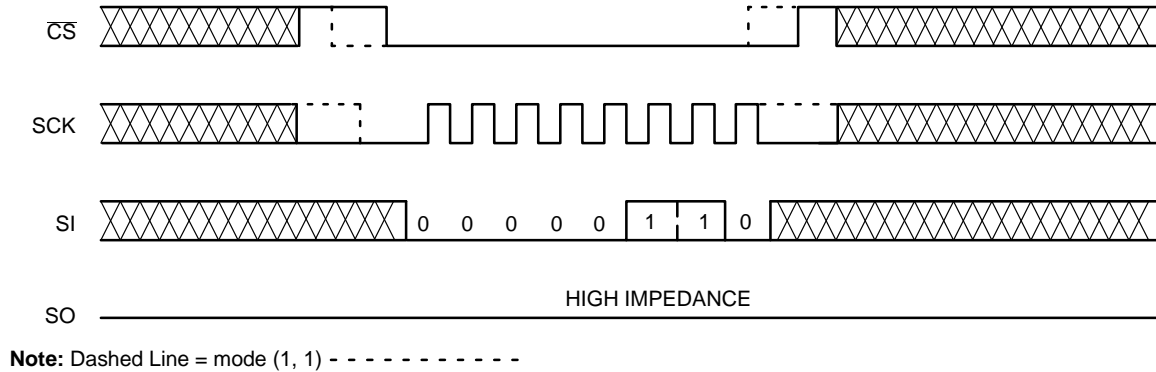 CS
SCK
SI
0 0 0 0 0 1 1 0
SO
HIGH IMPEDANCE
Note: Dashed Line = mode (1, 1)